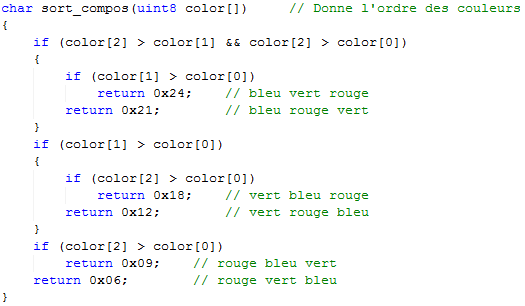 char sort_compos(uint8 color[])     // Donne l'ordre des couleurs
{
    if (color[2] > color[1] && color[2] > color[0])
    {
        if (color[1] > color[0])
            return 0x24;    // bleu vert rouge
        return 0x21;        // bleu rouge vert
    }
    if (color[1] > color[0])
    {
        if (color[2] > color[0])
            return 0x18;    // vert bleu rouge
        return 0x12;        // vert rouge bleu
    }
    if (color[2] > color[0])
        return 0x09;    // rouge bleu vert
    return 0x06;        // rouge vert bleu
}